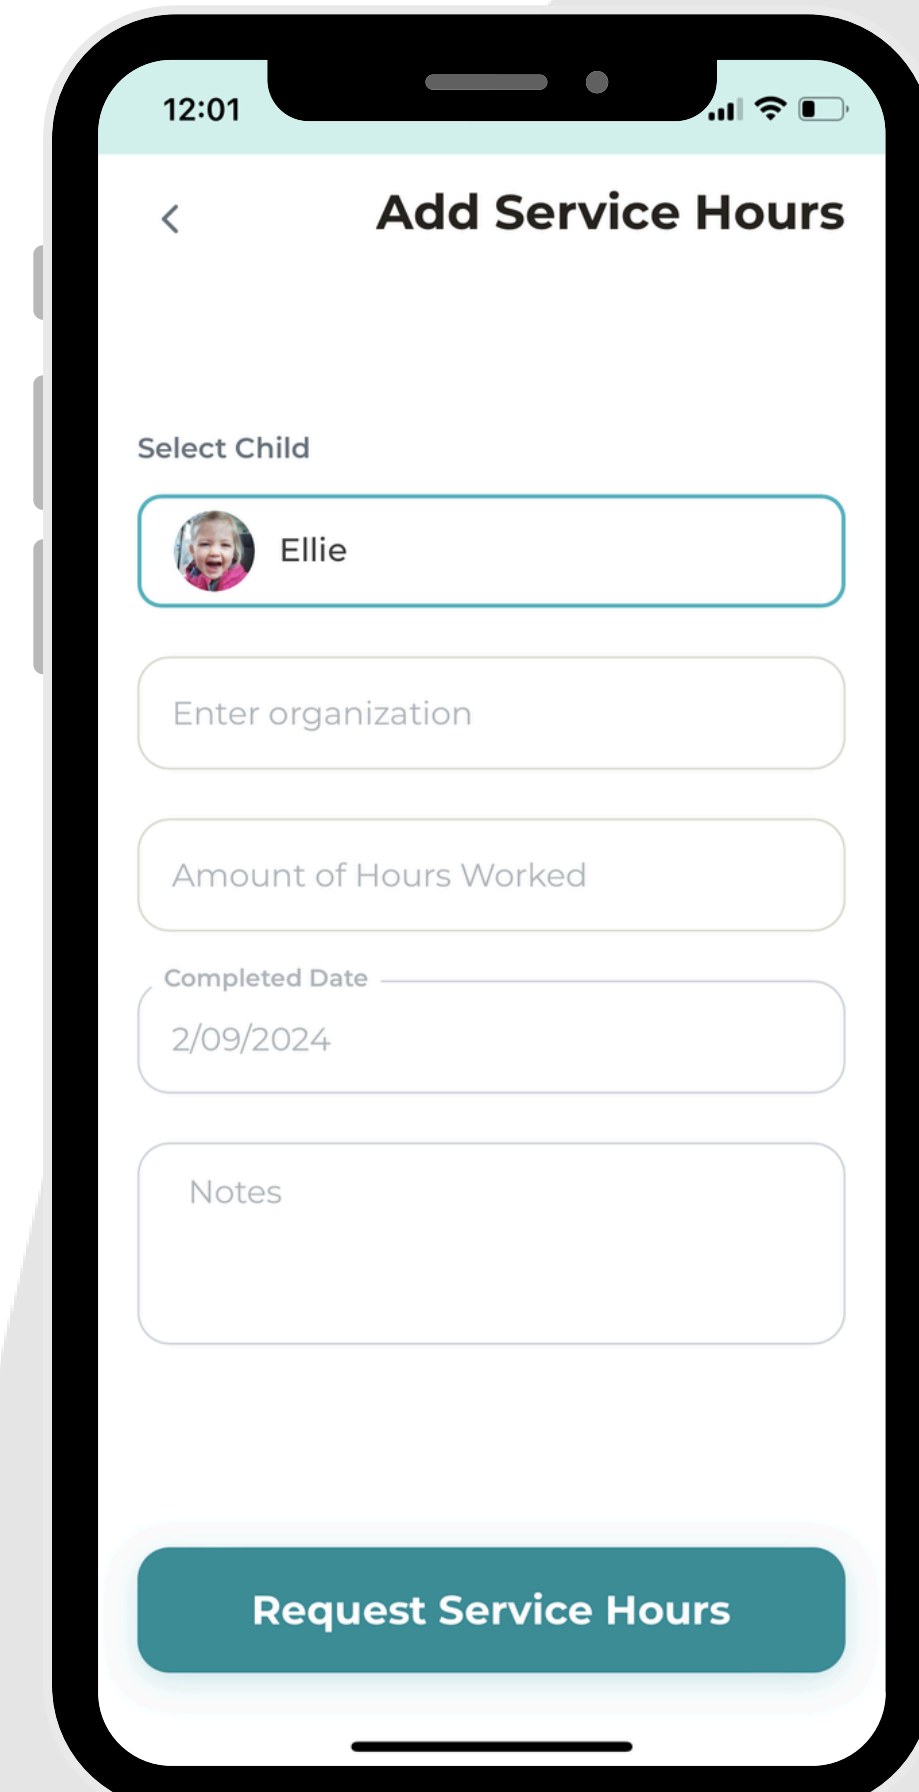 12:01
Add Service Hours
Select Child
Ellie
Enter organization
Amount of Hours Worked
Completed Date
2/09/2024
Notes
Request Service Hours